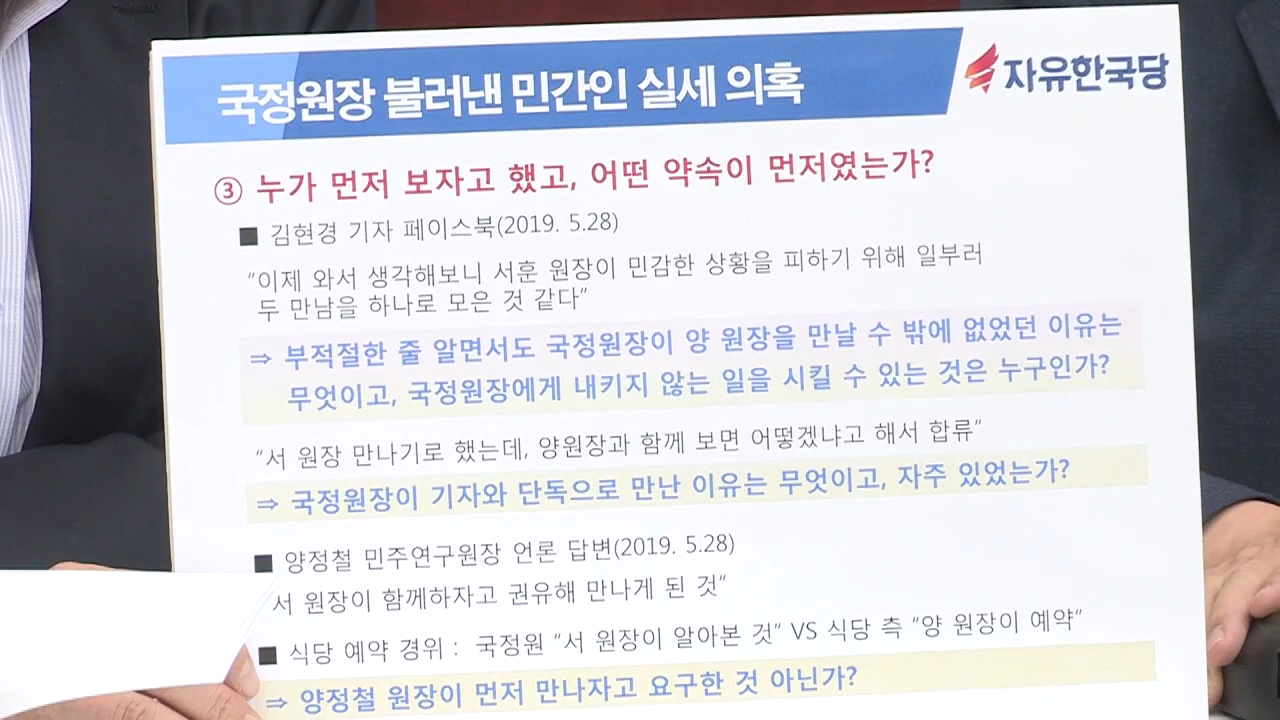 국정원장 불러낸 민간인 실세 의혹
자유한국당
③ 누가 먼저 보자고 했고, 어떤 약속이 먼저였는가?
■ 김현경 기자 페이스북(2019. 5.28)
“이제 와서 생각해보니 서훈 원장이 민감한 상황을 피하기 위해 일부러
두 만남을 하나로 모은 것 같다”
⇒ 부적절한 줄 알면서도 국정원장이 양 원장을 만날 수 밖에 없었던 이유는
무엇이고, 국정원장에게 내키지 않는 일을 시킬 수 있는 것은 누구인가?
“서 원장 만나기로 했는데, 양원장과 함께 보면 어떻겠냐고 해서 합류”
⇒ 국정원장이 기자와 단독으로 만난 이유는 무엇이고, 자주 있었는가?
■ 양정철 민주연구원장 언론 답변(2019. 5.28)
서 원장이 함께하자고 권유해 만나게 된 것”
■ 식당 예약 경위 : 국정원 “서 원장이 알아본 것” VS 식당 측 “양 원장이 예약”
⇒ 양정철 원장이 먼저 만나자고 요구한 것 아닌가?